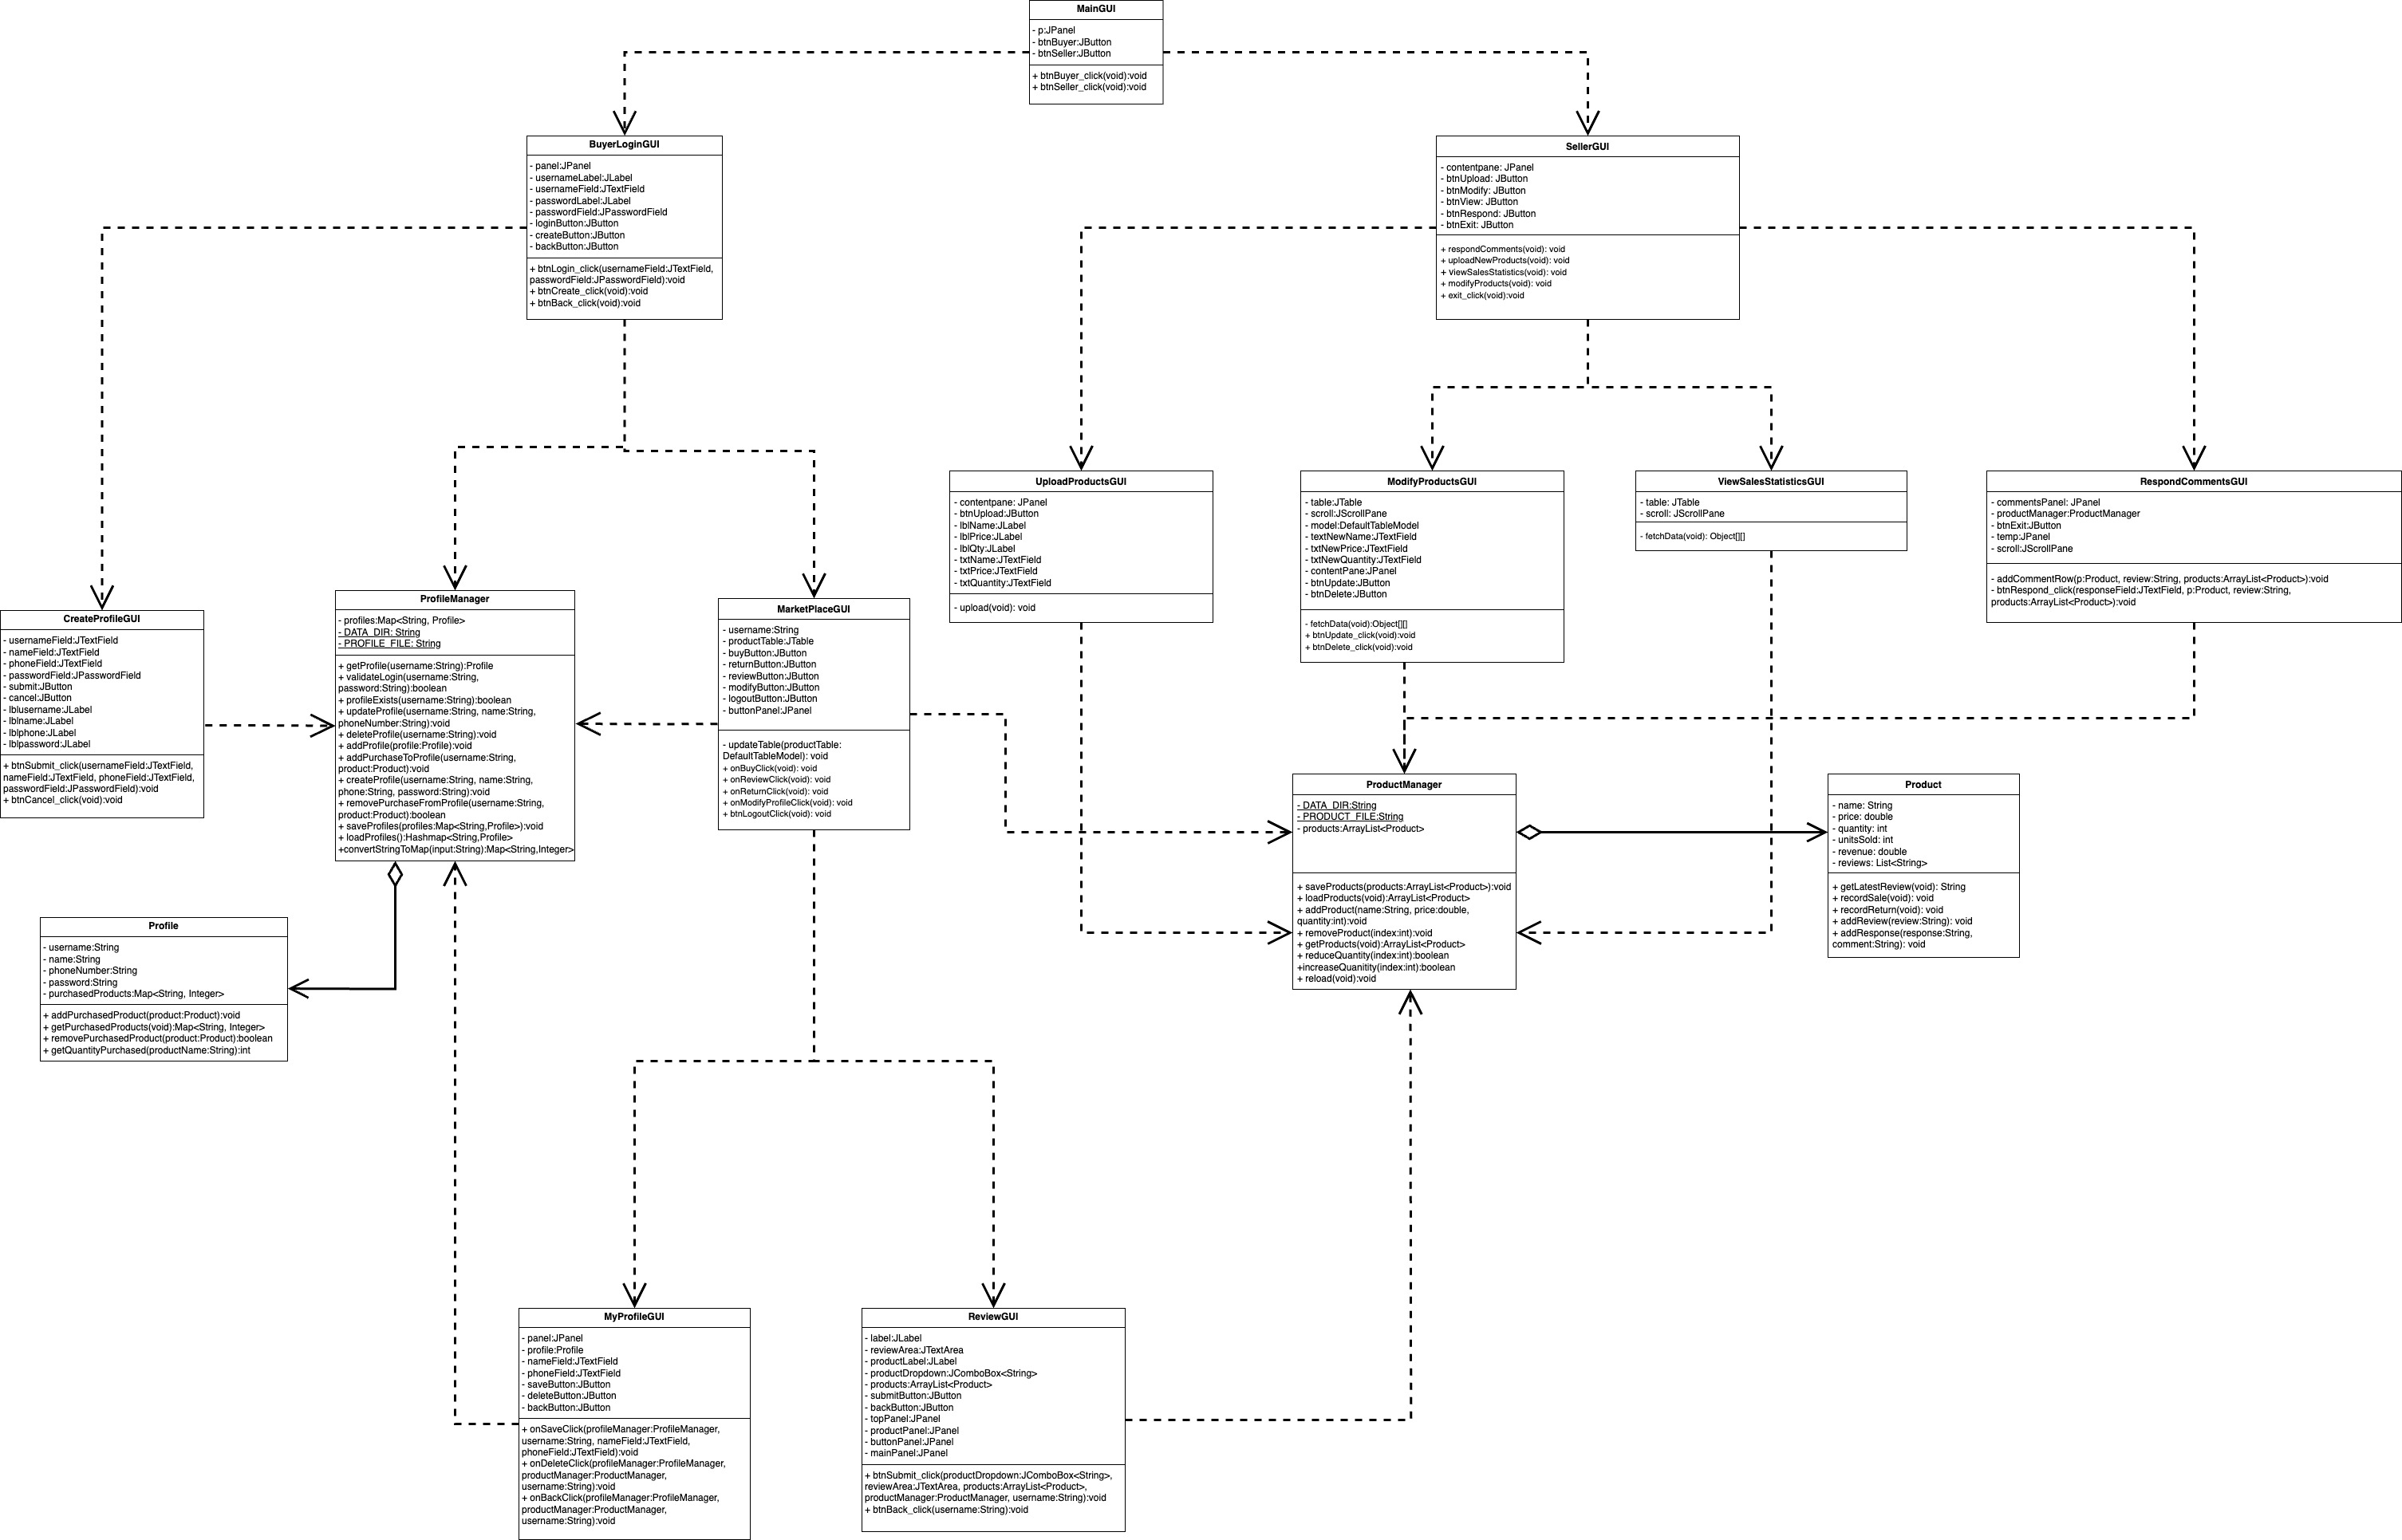 MainGUI
- p:JPanel
- btnBuyer:JButton
- btnSeller:JButton
+ btnBuyer_click(void):void
+ btnSeller_click(void):void
BuyerLoginGUI
- panel:JPanel
- usernameLabel:JLabel
- usernameField:JTextField
- passwordLabel:JLabel
- passwordField:JPasswordField
- loginButton:JButton
- createButton:JButton
- backButton:JButton
+ btnLogin_click(usernameField:JTextField,
passwordField:JPasswordField):void
+ btnCreate_click(void):void
+ btnBack_click(void):void
SellerGUI
- contentpane: JPanel
- btnUpload: JButton
- btnModify: JButton
- btnView: JButton
- btnRespond: JButton
- btnExit: JButton
+ respondComments(void): void
+ uploadNewProducts(void): void
+ viewSalesStatistics(void): void
+ modifyProducts(void): void
+ exit_click(void):void
UploadProductsGUI
- contentpane: JPanel
- btnUpload:JButton
- lblName:JLabel
- lblPrice:JLabel
- lblQty:JLabel
- txtName:JTextField
- txtPrice:JTextField
- txtQuantity:JTextField
- upload(void): void
ModifyProductsGUI
- table:JTable
- scroll:JScrollPane
- model:DefaultTableModel
- textNewName:JTextField
- txtNewPrice:JTextField
- txtNewQuantity:JTextField
- contentPane:JPanel
- btnUpdate:JButton
- btnDelete:JButton
- fetchData(void):Object[][]
+ btnUpdate_click(void):void
+ btnDelete_click(void):void
ViewSalesStatisticsGUI
- table: JTable
- scroll: JScrollPane
- fetchData(void): Object[][]
RespondCommentsGUI
- commentsPanel: JPanel
- productManager:ProductManager
- btnExit:JButton
- temp:JPanel
- scroll:JScrollPane
- addCommentRow(p:Product, review:String, products:ArrayList<Product>):void
- btnRespond_click(responseField:JTextField, p:Product, review:String,
products:ArrayList<Product>):void
CreateProfileGUI
- usernameField:JTextField
- nameField:JTextField
- phoneField:JTextField
- passwordField:JPasswordField
- submit:JButton
- cancel:JButton
- lblusername:JLabel
- lblname:JLabel
- lblphone:JLabel
- lblpassword:JLabel
+ btnSubmit_click(usernameField:JTextField,
nameField:JTextField, phoneField:JTextField,
passwordField:JPasswordField):void
+ btnCancel_click(void):void
ProfileManager
- profiles:Map<String, Profile>
- DATA_DIR: String
- PROFILE_FILE: String
+ getProfile(username:String):Profile
+ validateLogin(username:String,
password:String):boolean
+ profileExists(username:String):boolean
+ updateProfile(username:String, name:String,
phoneNumber:String):void
+ deleteProfile(username:String):void
+ addProfile(profile:Profile):void
+ addPurchaseToProfile(username:String,
product:Product):void
+ createProfile(username:String, name:String,
phone:String, password:String):void
+ removePurchaseFromProfile(username:String,
product:Product):boolean
+ saveProfiles(profiles:Map<String,Profile>):void
+ loadProfiles():Hashmap<String,Profile>
+convertStringToMap(input:String):Map<String,Integer>
MarketPlaceGUI
- username:String
- productTable:JTable
- buyButton:JButton
- returnButton:JButton
- reviewButton:JButton
- modifyButton:JButton
- logoutButton:JButton
- buttonPanel:JPanel
- updateTable(productTable:
DefaultTableModel): void
+ onBuyClick(void): void
+ onReviewClick(void): void
+ onReturnClick(void): void
+ onModifyProfileClick(void): void
+ btnLogoutClick(void): void
ProductManager
- DATA_DIR:String
- PRODUCT_FILE:String
- products:ArrayList<Product>
+ saveProducts(products:ArrayList<Product>):void
+ loadProducts(void):ArrayList<Product>
+ addProduct(name:String, price:double,
quantity:int):void
+ removeProduct(index:int):void
+ getProducts(void):ArrayList<Product>
+ reduceQuantity(index:int):boolean
+increaseQuanitity(index:int):boolean
+ reload(void):void
Product
- name: String
- price: double
- quantity: int
- unitsSold: int
- revenue: double
- reviews: List<String>
+ getLatestReview(void): String
+ recordSale(void): void
+ recordReturn(void): void
+ addReview(review:String): void
+ addResponse(response:String,
comment:String): void
Profile
- username:String
- name:String
- phoneNumber:String
- password:String
- purchasedProducts:Map<String, Integer>
+ addPurchasedProduct(product:Product):void
+ getPurchasedProducts(void):Map<String, Integer>
+ removePurchasedProduct(product:Product):boolean
+ getQuantityPurchased(productName:String):int
MyProfileGUI
- panel:JPanel
- profile:Profile
- nameField:JTextField
- phoneField:JTextField
- saveButton:JButton
- deleteButton:JButton
- backButton:JButton
+ onSaveClick(profileManager:ProfileManager,
username:String, nameField:JTextField,
phoneField:JTextField):void
+ onDeleteClick(profileManager:ProfileManager,
productManager:ProductManager,
username:String):void
+ onBackClick(profileManager:ProfileManager,
productManager:ProductManager,
username:String):void
ReviewGUI
- label:JLabel
- reviewArea:JTextArea
- productLabel:JLabel
- productDropdown:JComboBox<String>
- products:ArrayList<Product>
- submitButton:JButton
- backButton:JButton
- topPanel:JPanel
- productPanel:JPanel
- buttonPanel:JPanel
- mainPanel:JPanel
+ btnSubmit_click(productDropdown:JComboBox<String>,
reviewArea:JTextArea, products:ArrayList<Product>,
productManager:ProductManager, username:String):void
+ btnBack_click(username:String):void